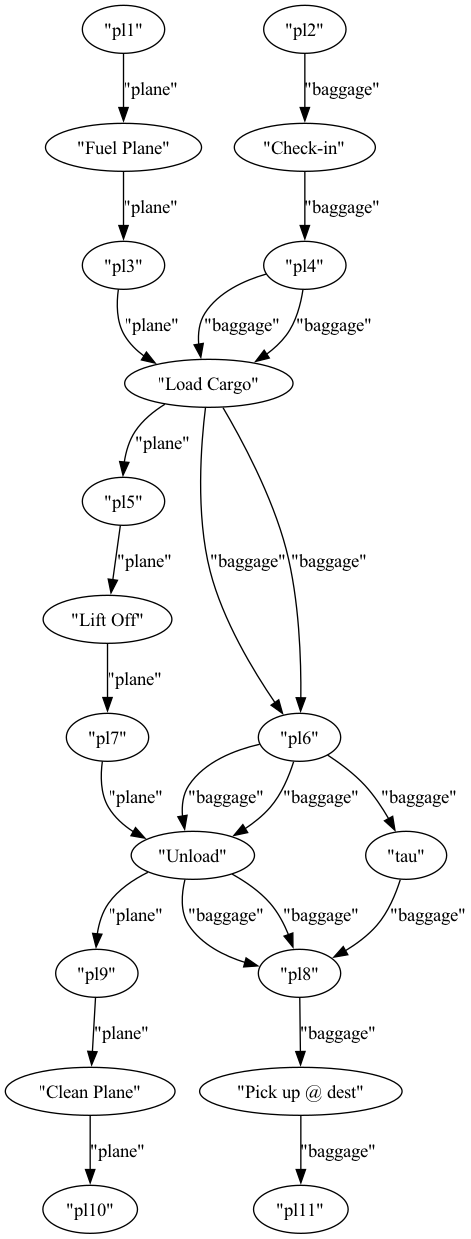 "pl1" "pl2"
"plane" "baggage"
"Fuel Plane" "Check-in"
"plane" "baggage"
"pl3" "pl4"
"plane" "baggage" "baggage"
"Load Cargo"
"plane"
"pl5"
"plane" "baggage" "baggage"
"Lift Off"
"plane"
"pl7" "pl6"
"plane" "baggage" "baggage" "baggage"
"Unload" "tau"
"plane" "baggage" "baggage" "baggage"
"pl9" "pl8"
"plane" "baggage"
"Clean Plane" "Pick up @ dest"
"plane" "baggage"
"pl10" "pl11"